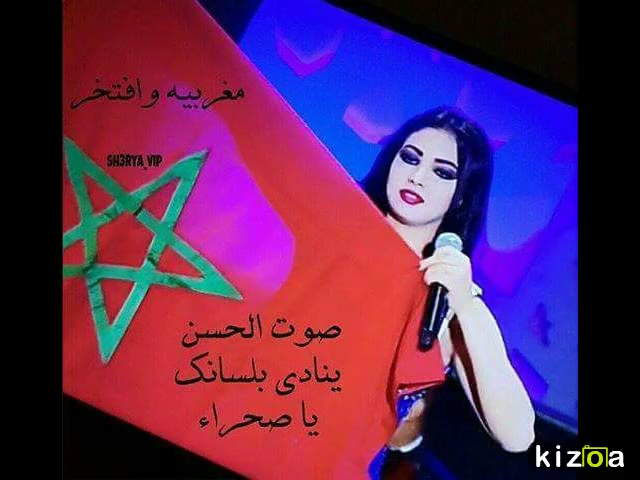 مغربيه وافتخر
SH3RYA_VIP
صوت الحسن
ينادى بلسانك
يا صحراء
kizoa